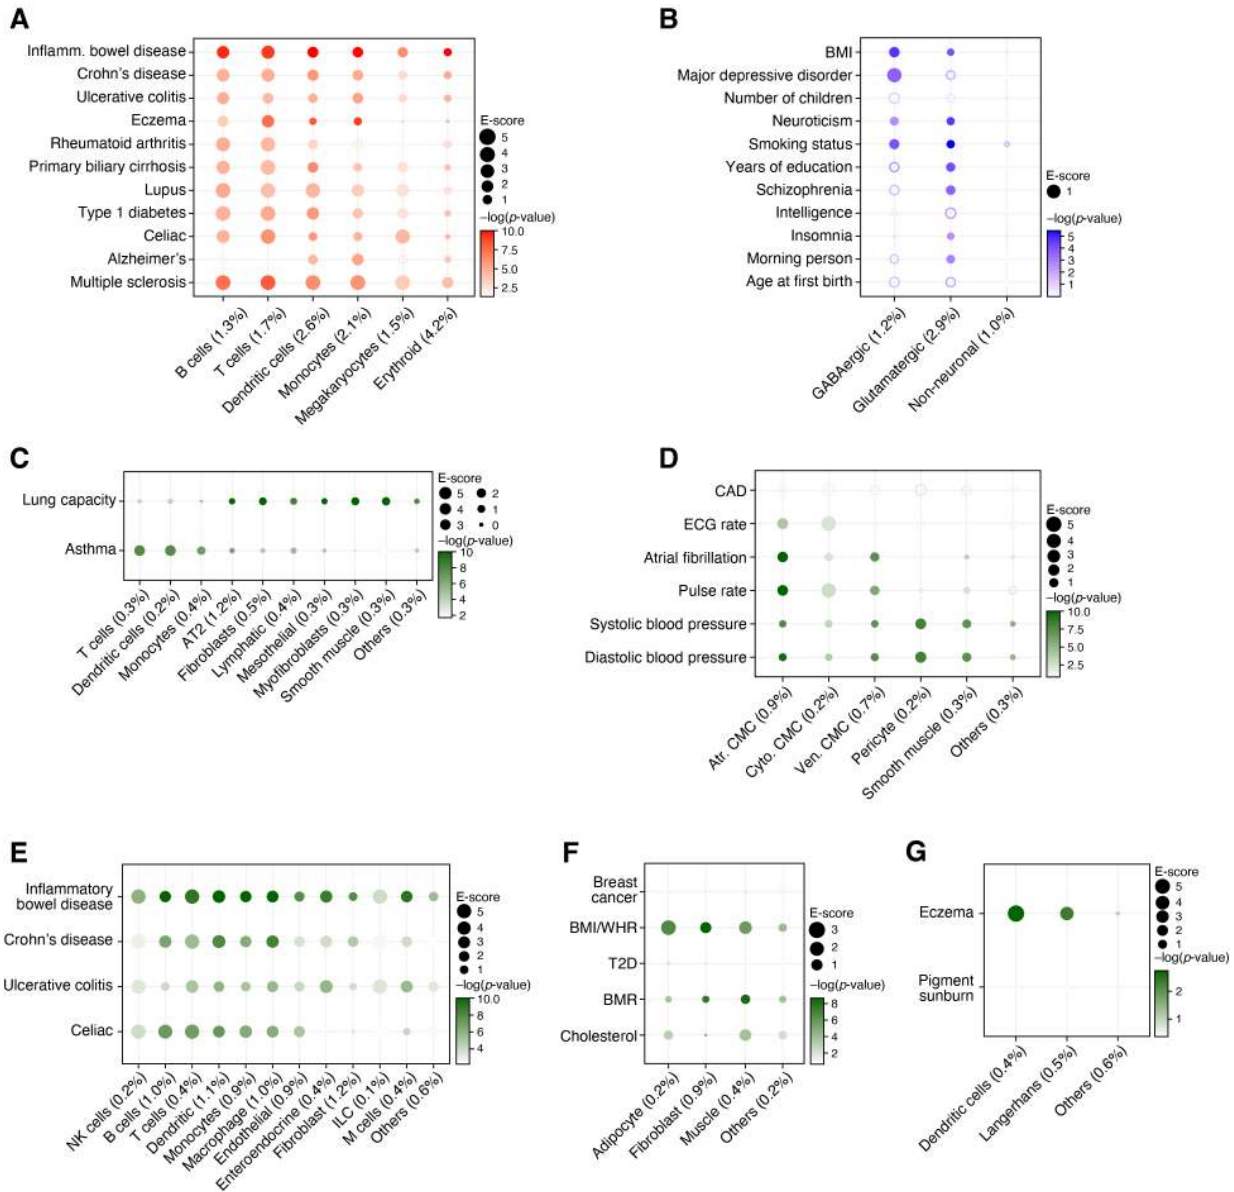 A
Inflamm. bowel disease
Crohn's disease
Ulcerative colitis
Eczema
Rheumatoid arthritis
Primary biliary cirrhosis
Lupus
Type 1 diabetes
Celiac
Alzheimer's
Multiple sclerosis
B cells (1.3%)
T cells (1.7%)
Dendritic cells (2.6%)
Monocytes (2.1%)
Megakaryocytes (1.5%)
Erythroid (4.2%)
E-score
5
4
3
2
1
−log(p-value)
10.0
7.5
5.0
2.5
B
BMI
Major depressive disorder
Number of children
Neuroticism
Smoking status
Years of education
Schizophrenia
Intelligence
Insomnia
Morning person
Age at first birth
GABAergic (1.2%)
Glutamatergic (2.9%)
Non-neuronal (1.0%)
E-score
1
−log(p-value)
5
4
3
2
1
C
Lung capacity
Asthma
T cells (0.3%)
Dendritic cells (0.2%)
Monocytes (0.4%)
AT2 (1.2%)
Fibroblasts (0.5%)
Lymphatic (0.4%)
Mesothelial (0.3%)
Myofibroblasts (0.3%)
Smooth muscle (0.3%)
Others (0.3%)
E-score
5 2
4 1
3 0
−log(p-value)
10
8
6
4
2
D
CAD
ECG rate
Atrial fibrillation
Pulse rate
Systolic blood pressure
Diastolic blood pressure
Atr. CMC (0.9%)
Cyto. CMC (0.2%)
Ven. CMC (0.7%)
Pericyte (0.2%)
Smooth muscle (0.3%)
Others (0.3%)
E-score
5
4
3
2
1
−log(p-value)
10.0
7.5
5.0
2.5
E
Inflammatory
bowel disease
Crohn's disease
Ulcerative colitis
Celiac
NK cells (0.2%)
B cells (1.0%)
T cells (0.4%)
Dendritic (1.1%)
Monocytes (0.9%)
Macrophage (1.0%)
Endothelial (0.9%)
Enteroendocrine (0.4%)
Fibroblast (1.2%)
ILC (0.1%)
M cells (0.4%)
Others (0.6%)
E-score
5
4
3
2
1
−log(p-value)
10.0
8
6
4
F
Breast
cancer
BMI/WHR
T2D
BMR
Cholesterol
Adipocyte (0.2%)
Fibroblast (0.9%)
Muscle (0.4%)
Others (0.2%)
E-score
3
2
1
−log(p-value)
8
6
4
2
G
Eczema
Pigment
sunburn
Dendritic cells (0.4%)
Langerhans (0.5%)
Others (0.6%)
E-score
5
4
3
2
1
−log(p-value)
2
1